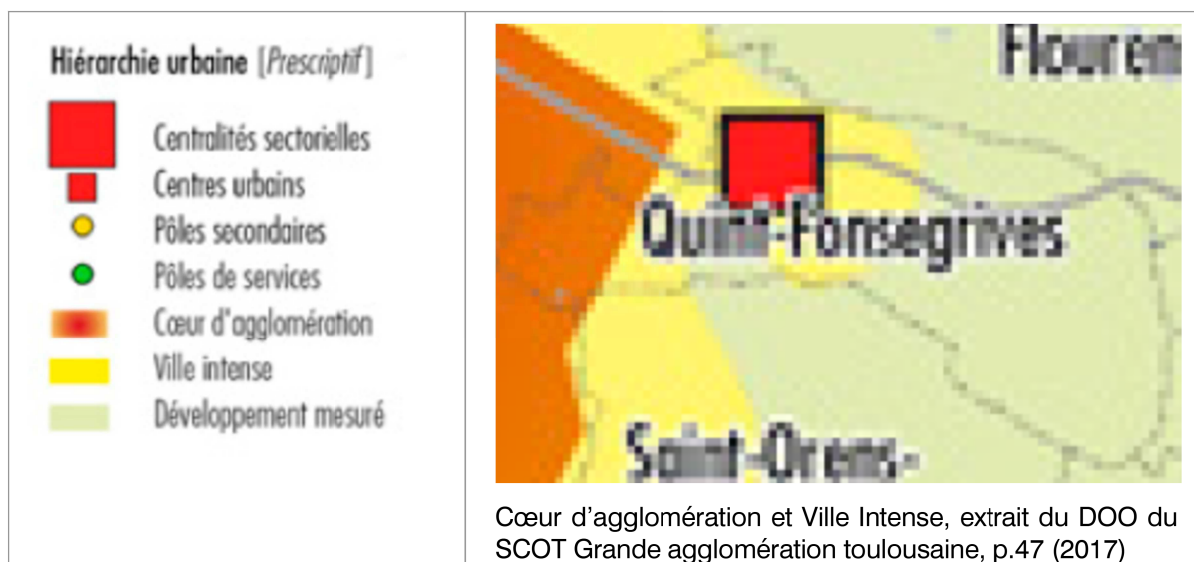 Hiérarchie urbaine [Prescriptif]
Centralités sectorielles
Centres urbains
Pôles secondaires
Pôles de services
Cœur d'agglomération
Ville intense
Développement mesuré
Flouren
Quint-Fonsegrives
Saint-Orens-
Cœur d'agglomération et Ville Intense, extrait du DOO du
SCOT Grande agglomération toulousaine, p.47 (2017)